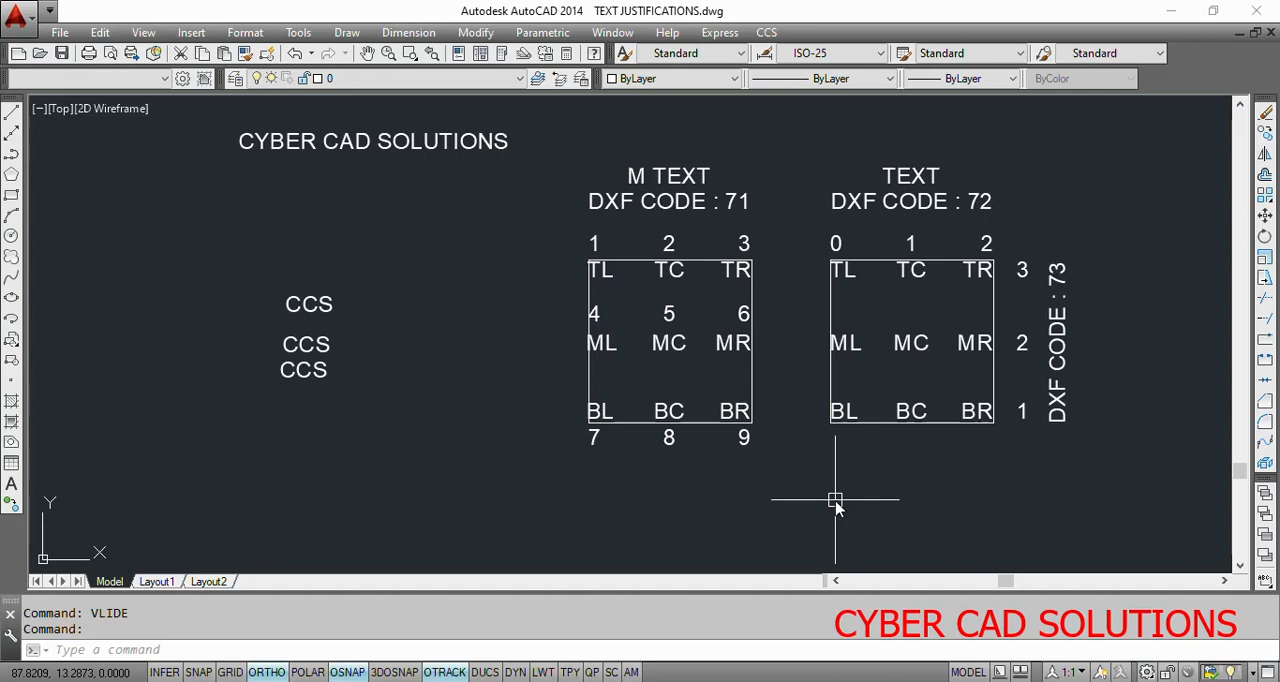 Autodesk AutoCAD 2014 TEXT JUSTIFICATIONS.dwg
File Edit View Insert Format Tools Draw Dimension Modify Parametric Window Help Express CCS
Standard ISO-25 Standard Standard
0 ByLayer ByLayer ByLayer ByColor
[−][Top][2D Wireframe]
CYBER CAD SOLUTIONS
M TEXT
DXF CODE : 71
1 2 3
TL TC TR
4 5 6
ML MC MR
BL BC BR
7 8 9
TEXT
DXF CODE : 72
0 1 2
TL TC TR 3
ML MC MR 2
BL BC BR 1
DXF CODE : 73
CCS
CCS
CCS
Y
X
A
ABC
Model Layout1 Layout2
Command: VLIDE
Command:
Type a command
CYBER CAD SOLUTIONS
87.8209, 13.2873, 0.0000 INFER SNAP GRID ORTHO POLAR OSNAP 3DOSNAP OTRACK DUCS DYN LWT TPY QP SC AM MODEL 1:1